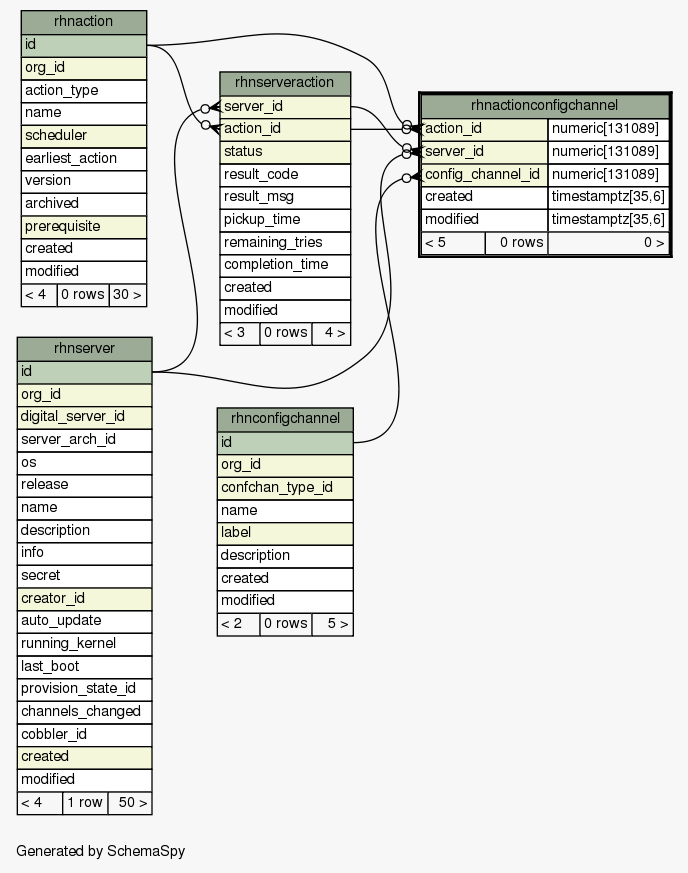 rhnaction
id
org_id
action_type
name
scheduler
earliest_action
version
archived
prerequisite
created
modified
< 4 0 rows 30 >
rhnserveraction
server_id
action_id
status
result_code
result_msg
pickup_time
remaining_tries
completion_time
created
modified
< 3 0 rows 4 >
rhnactionconfigchannel
action_id numeric[131089]
server_id numeric[131089]
config_channel_id numeric[131089]
created timestamptz[35,6]
modified timestamptz[35,6]
< 5 0 rows 0 >
rhnserver
id
org_id
digital_server_id
server_arch_id
os
release
name
description
info
secret
creator_id
auto_update
running_kernel
last_boot
provision_state_id
channels_changed
cobbler_id
created
modified
< 4 1 row 50 >
rhnconfigchannel
id
org_id
confchan_type_id
name
label
description
created
modified
< 2 0 rows 5 >
Generated by SchemaSpy